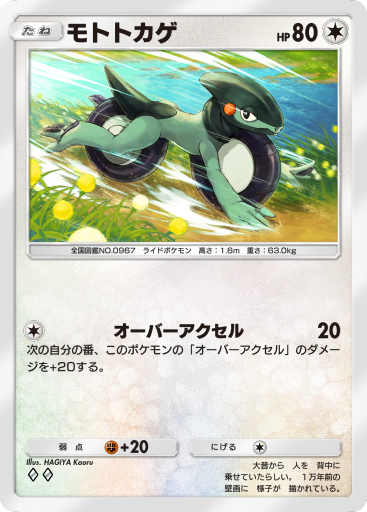 たね モトトカゲ HP 80
全国図鑑NO.0967 ライドポケモン 高さ：1.6m 重さ：63.0kg
オーバーアクセル 20
次の自分の番、このポケモンの「オーバーアクセル」のダメ
ージを+20する。
弱点 +20 にげる
Illus. HAGIYA Kaoru
大昔から 人を 背中に
乗せていたらしい。 1万年前の
壁画に 様子が 描かれている。